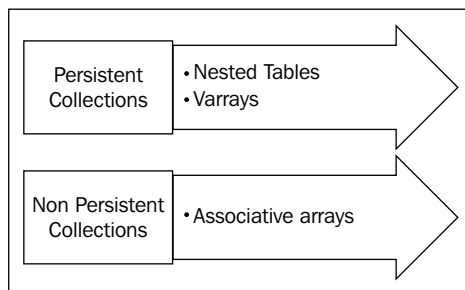 Persistent
Collections
• Nested Tables
• Varrays
Non Persistent
Collections
• Associative arrays